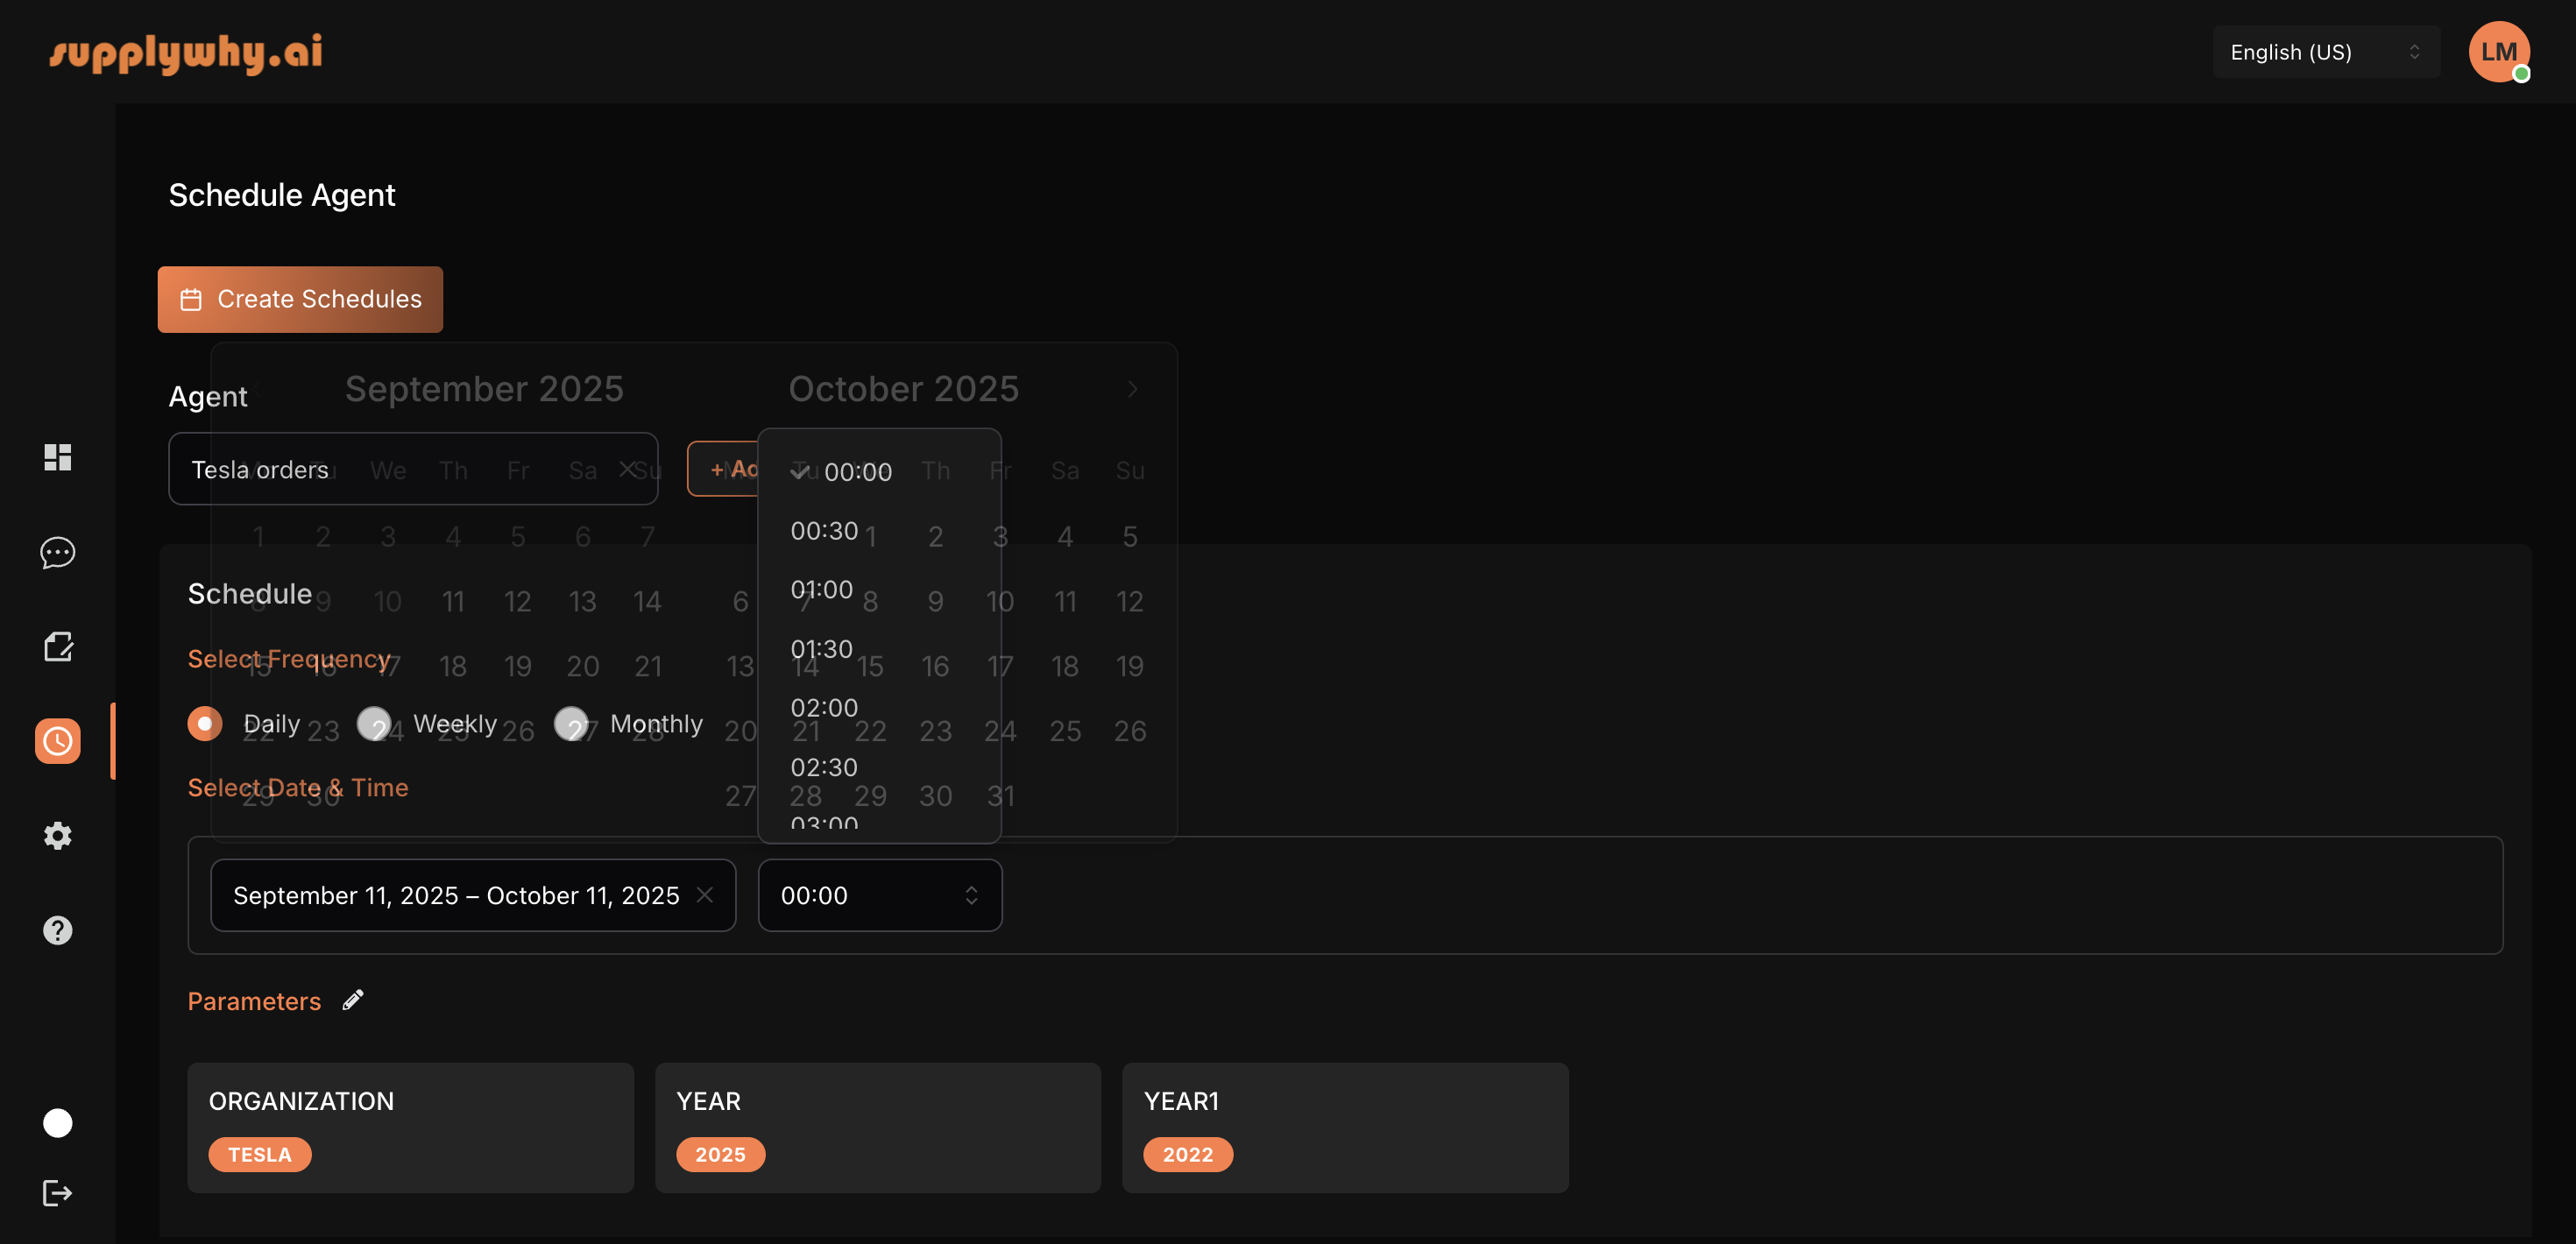 supplywhy.ai
English (US)
LM
Schedule Agent
Create Schedules
September 2025
October 2025
Agent
Tesla orders
+ Ad
Tu We Th Fr Sa Su
Mo Tu We Th Fr Sa Su
1 2 3 4 5 6 7
1 2 3 4 5
8 9 10 11 12 13 14
6 7 8 9 10 11 12
15 16 17 18 19 20 21
13 14 15 16 17 18 19
22 23 24 25 26 27 28
20 21 22 23 24 25 26
29 30
27 28 29 30 31
00:00
00:30
01:00
01:30
02:00
02:30
03:00
Schedule
Select Frequency
Daily
Weekly
Monthly
Select Date & Time
September 11, 2025 – October 11, 2025
00:00
Parameters
ORGANIZATION
TESLA
YEAR
2025
YEAR1
2022